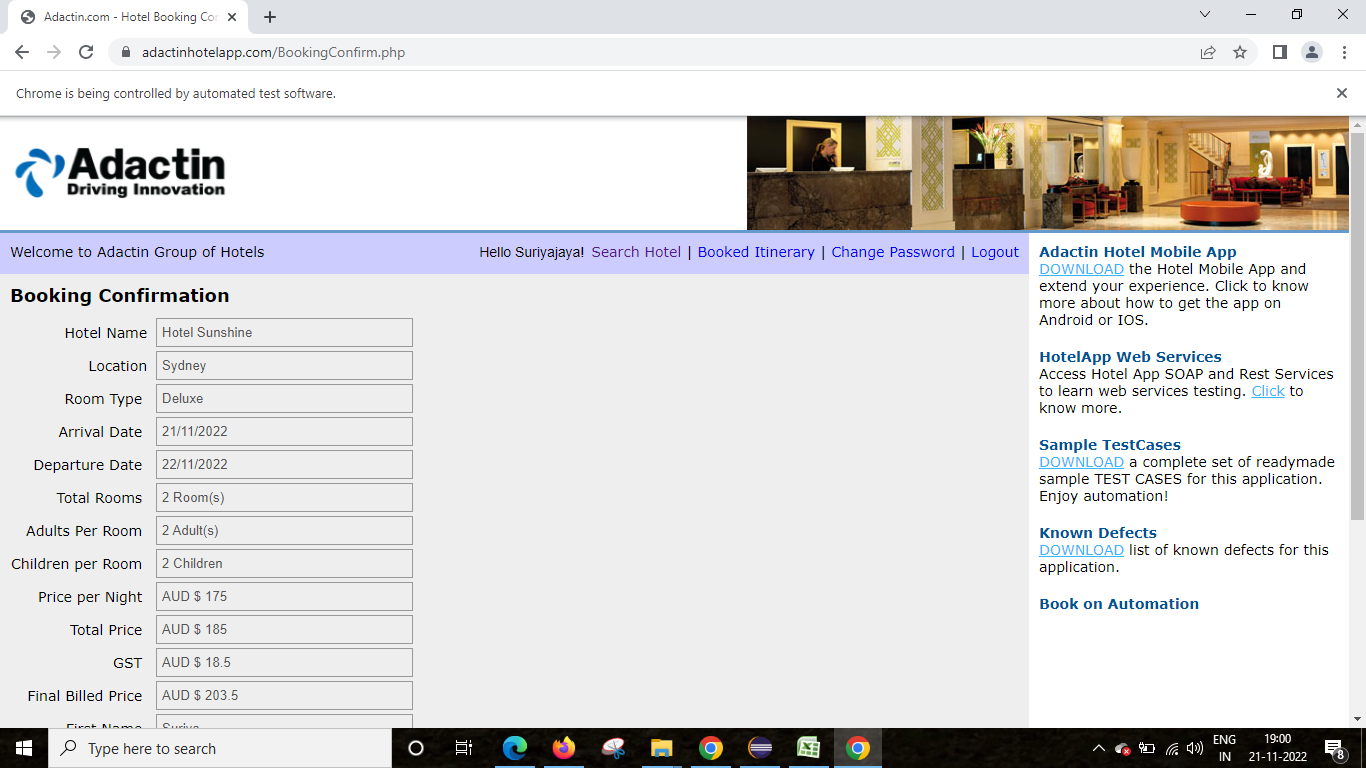 Adactin.com - Hotel Booking Cor
adactinhotelapp.com/BookingConfirm.php
Chrome is being controlled by automated test software.
Adactin
Driving Innovation
Welcome to Adactin Group of Hotels
Hello Suriyajaya! Search Hotel | Booked Itinerary | Change Password | Logout
Booking Confirmation
Hotel Name Hotel Sunshine
Location Sydney
Room Type Deluxe
Arrival Date 21/11/2022
Departure Date 22/11/2022
Total Rooms 2 Room(s)
Adults Per Room 2 Adult(s)
Children per Room 2 Children
Price per Night AUD $ 175
Total Price AUD $ 185
GST AUD $ 18.5
Final Billed Price AUD $ 203.5
First Name Suriya
Adactin Hotel Mobile App
DOWNLOAD the Hotel Mobile App and
extend your experience. Click to know
more about how to get the app on
Android or IOS.
HotelApp Web Services
Access Hotel App SOAP and Rest Services
to learn web services testing. Click to
know more.
Sample TestCases
DOWNLOAD a complete set of readymade
sample TEST CASES for this application.
Enjoy automation!
Known Defects
DOWNLOAD list of known defects for this
application.
Book on Automation
Type here to search
ENG
IN
19:00
21-11-2022
8